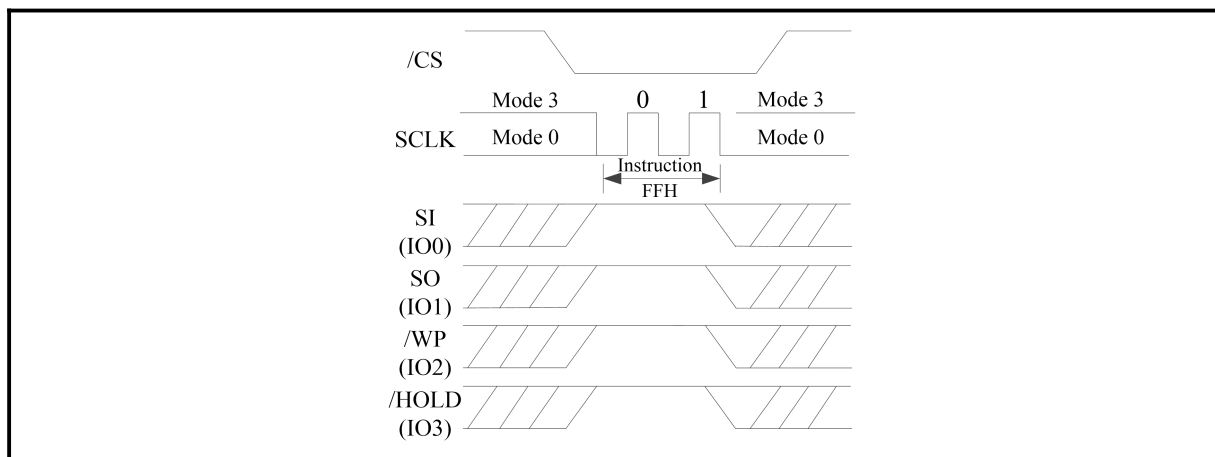 /CS
Mode 3 0 1 Mode 3
SCLK Mode 0 Mode 0
Instruction
FFH
SI
(IO0)
SO
(IO1)
/WP
(IO2)
/HOLD
(IO3)